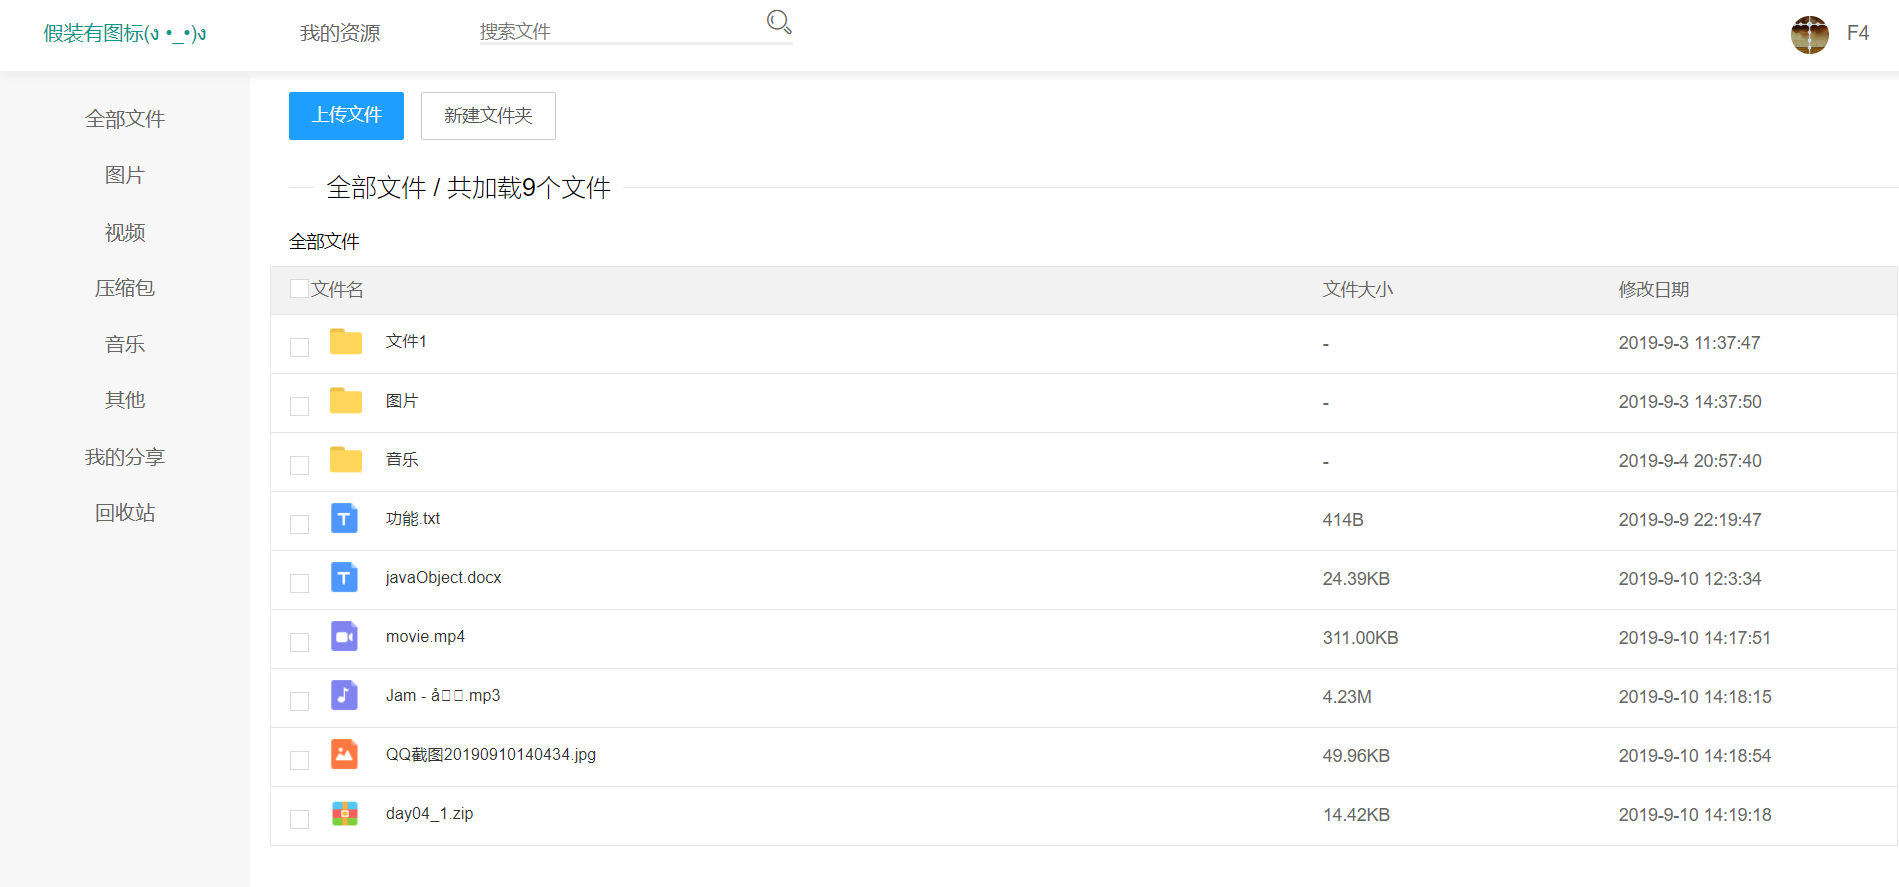 假装有图标(ง •_•)ง
我的资源
搜索文件
F4
全部文件
图片
视频
压缩包
音乐
其他
我的分享
回收站
上传文件
新建文件夹
全部文件 / 共加载9个文件
全部文件
文件名 文件大小 修改日期
文件1 - 2019-9-3 11:37:47
图片 - 2019-9-3 14:37:50
音乐 - 2019-9-4 20:57:40
功能.txt 414B 2019-9-9 22:19:47
javaObject.docx 24.39KB 2019-9-10 12:3:34
movie.mp4 311.00KB 2019-9-10 14:17:51
Jam - å□□.mp3 4.23M 2019-9-10 14:18:15
QQ截图20190910140434.jpg 49.96KB 2019-9-10 14:18:54
day04_1.zip 14.42KB 2019-9-10 14:19:18